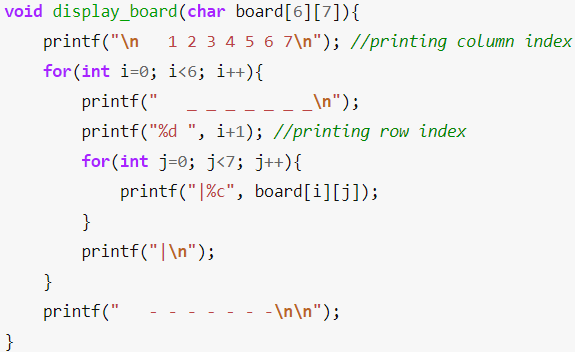 void display_board(char board[6][7]){
    printf("\n   1 2 3 4 5 6 7\n"); //printing column index
    for(int i=0; i<6; i++){
        printf("   _ _ _ _ _ _ _\n");
        printf("%d ", i+1); //printing row index
        for(int j=0; j<7; j++){
            printf("|%c", board[i][j]);
        }
        printf("|\n");
    }
    printf("   - - - - - - -\n\n");
}